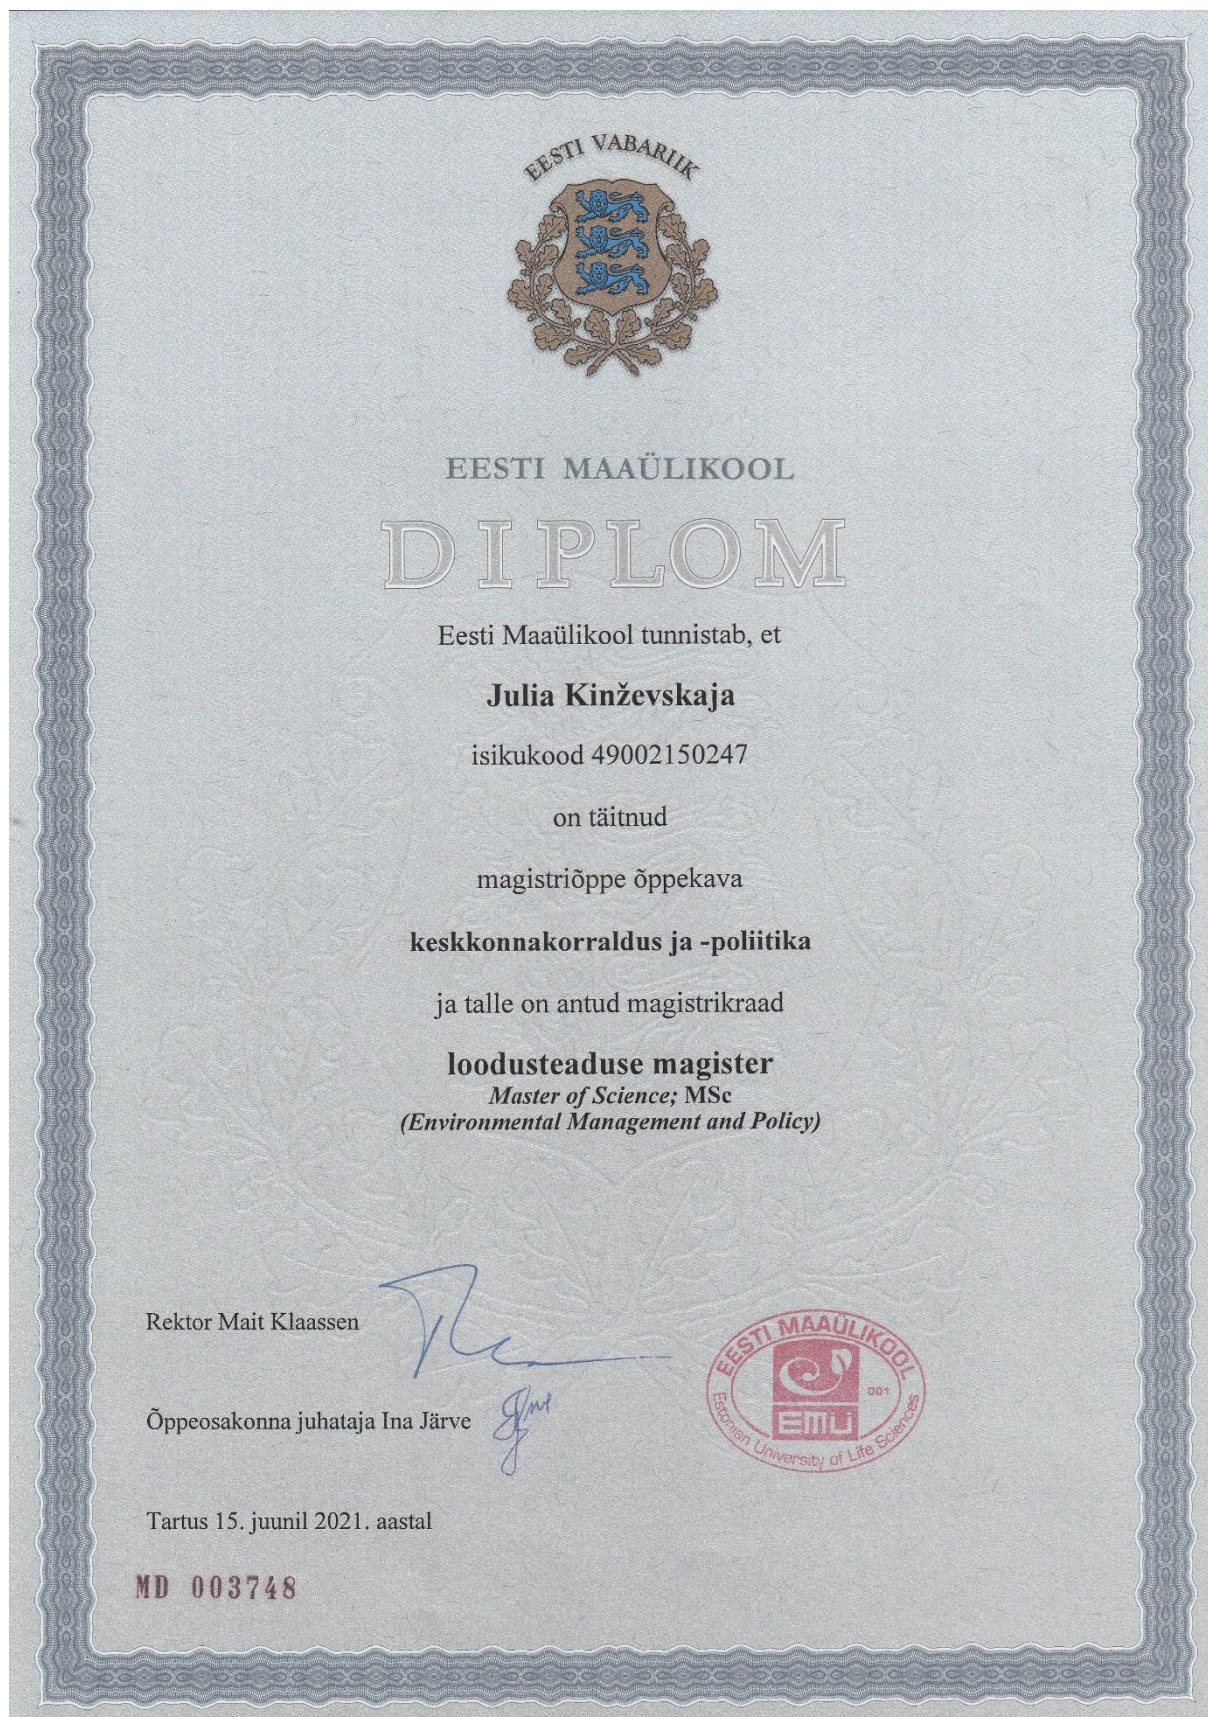 EESTI VABARIIK
EESTI MAAÜLIKOOL
DIPLOM
Eesti Maaülikool tunnistab, et
Julia Kinževskaja
isikukood 49002150247
on täitnud
magistriõppe õppekava
keskkonnakorraldus ja -poliitika
ja talle on antud magistrikraad
loodusteaduse magister
Master of Science; MSc
(Environmental Management and Policy)
Rektor Mait Klaassen
EESTI MAAÜLIKOOL
001
EMÜ
Estonian University of Life Sciences
Õppeosakonna juhataja Ina Järve
Tartus 15. juunil 2021. aastal
MD 003748